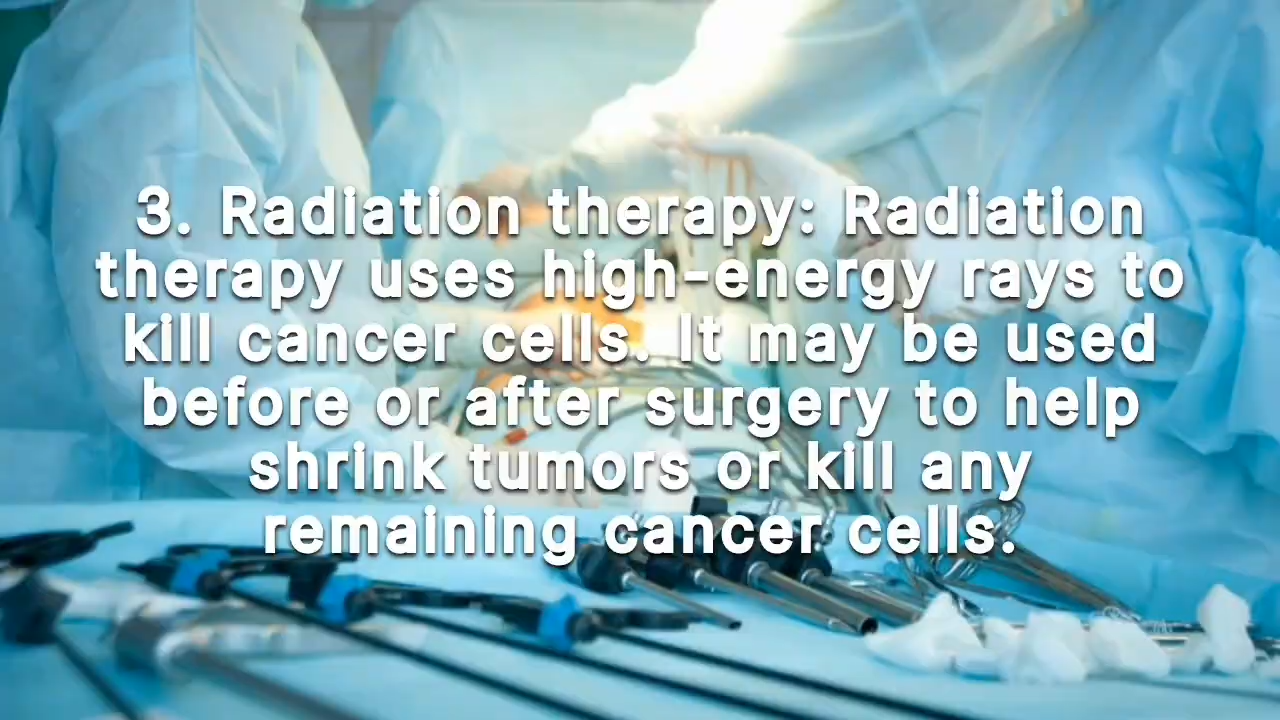 3. Radiation therapy: Radiation
therapy uses high-energy rays to
kill cancer cells. It may be used
before or after surgery to help
shrink tumors or kill any
remaining cancer cells.